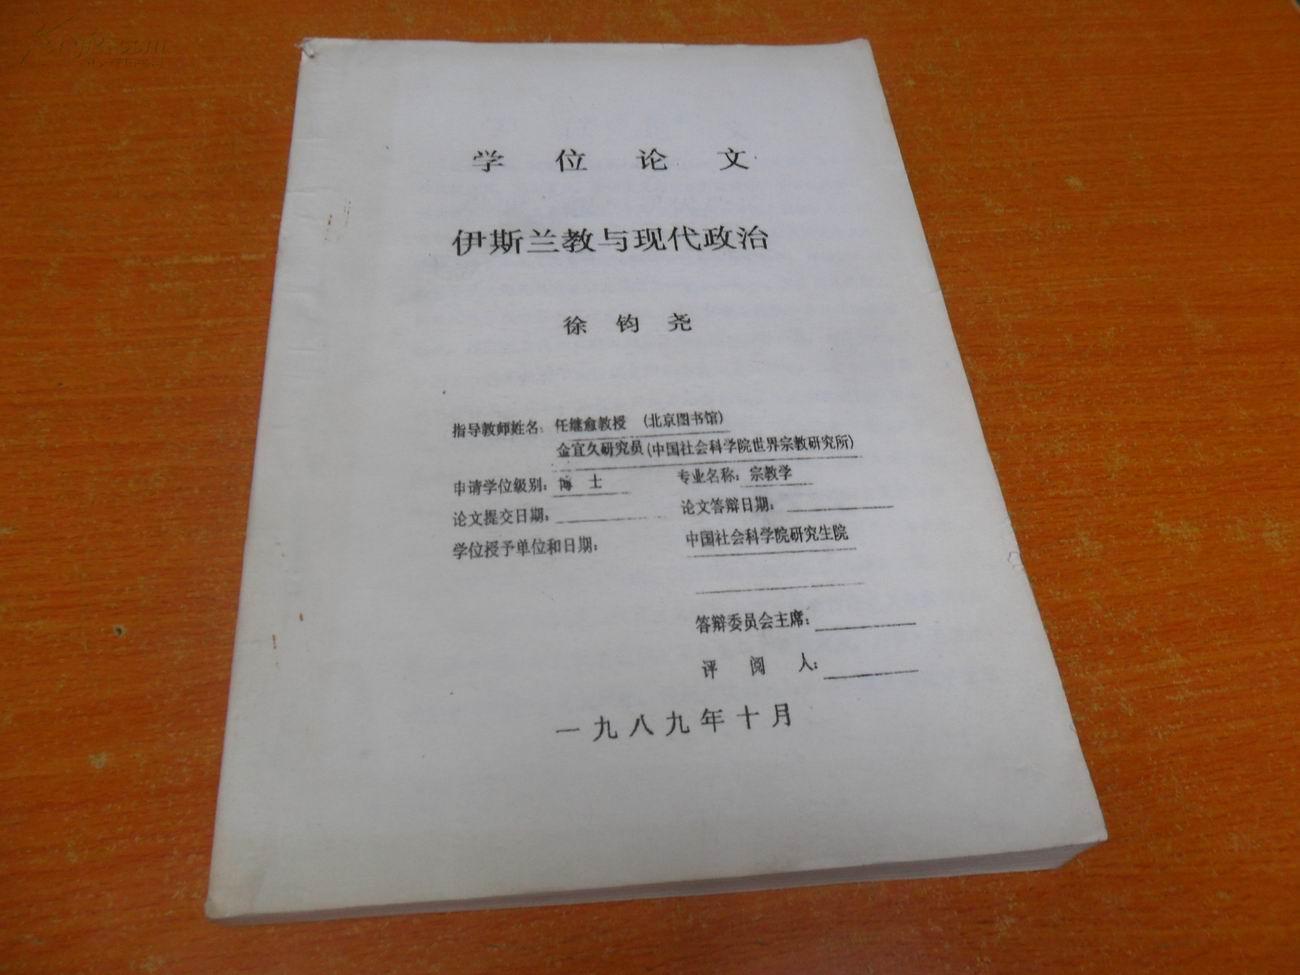 学 位 论 文
伊斯兰教与现代政治
徐 钧 尧
指导教师姓名: 任继愈教授 (北京图书馆)
金宜久研究员(中国社会科学院世界宗教研究所)
申请学位级别: 博 士 专业名称: 宗教学
论文提交日期: 论文答辩日期:
学位授予单位和日期: 中国社会科学院研究生院
答辩委员会主席:
评 阅 人:
一九八九年十月